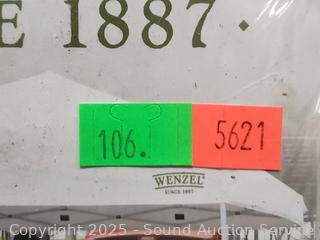 E 1887 ·
106.
5621
WENZEL®
SINCE 1887
Copyright 2025 - Sound Auction Service